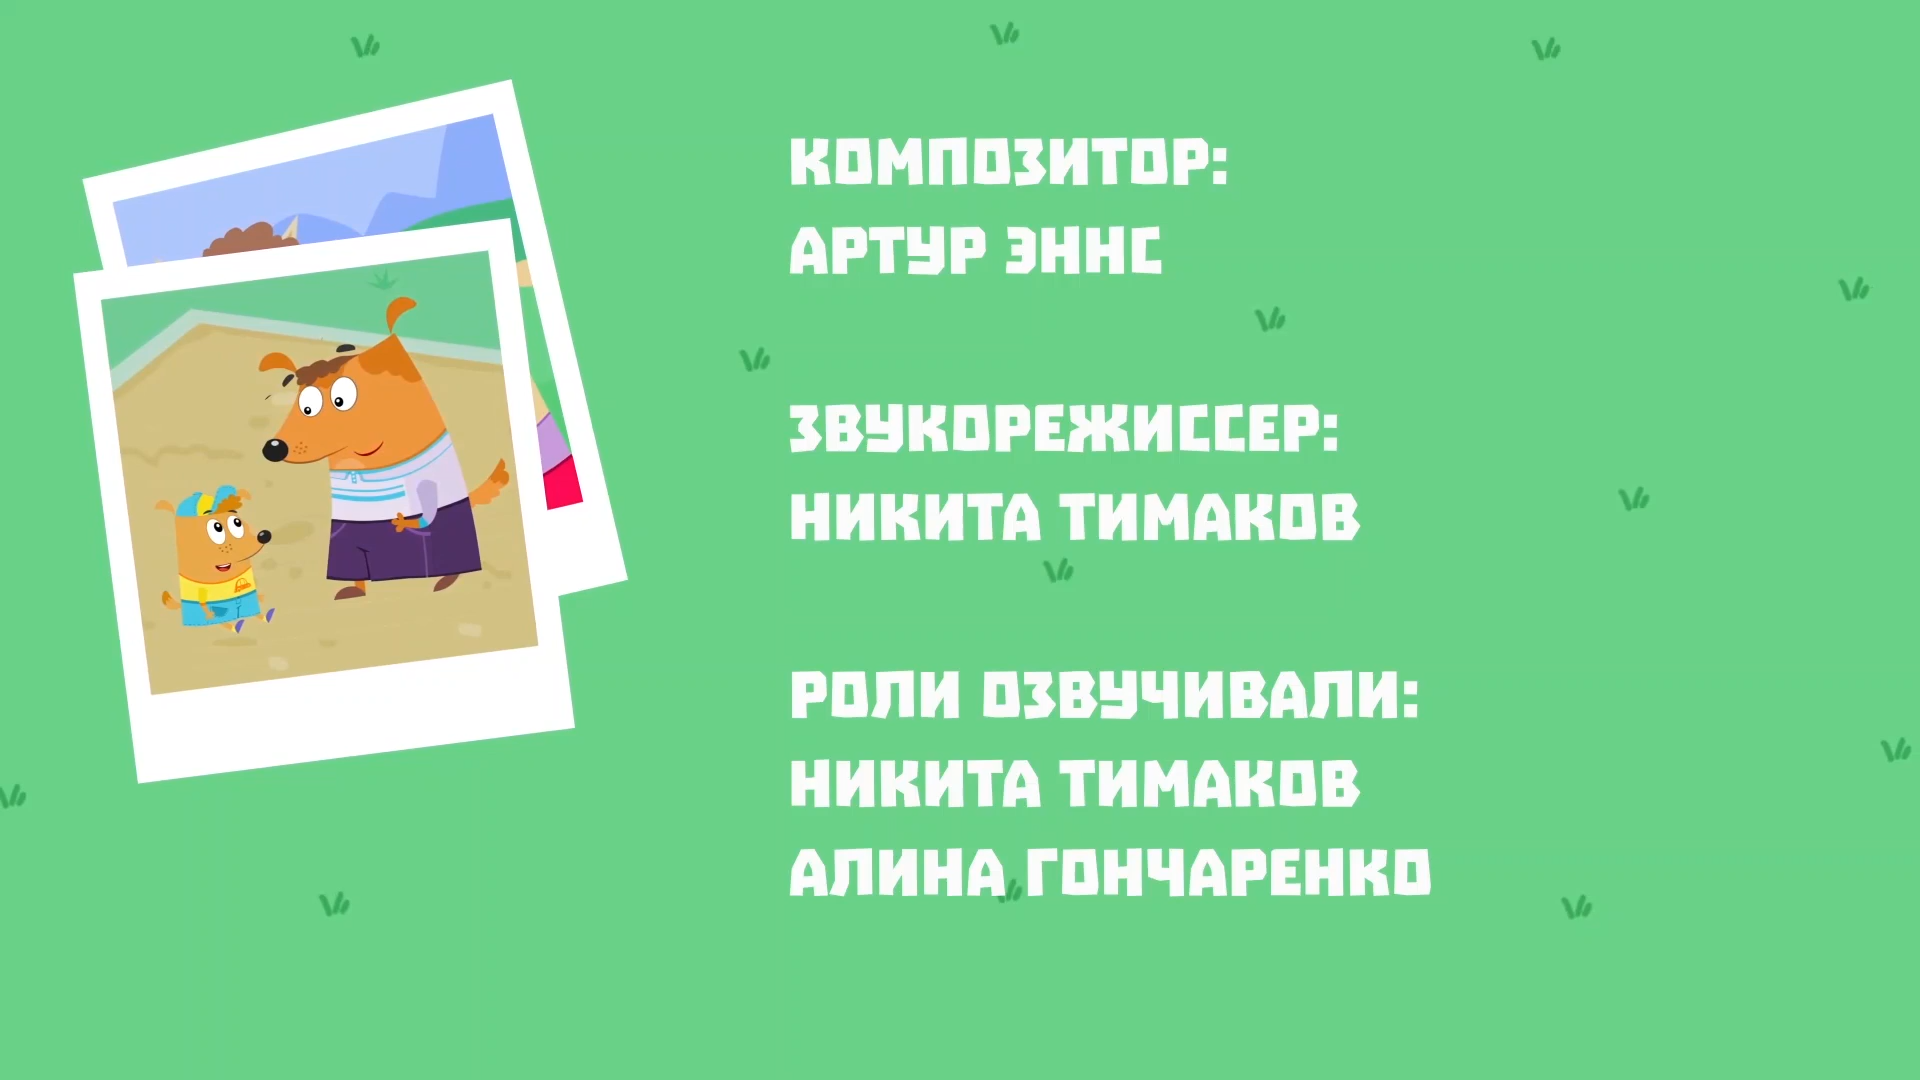 КОМПОЗИТОР:
АРТУР ЭННС
ЗВУКОРЕЖИССЕР:
НИКИТА ТИМАКОВ
РОЛИ ОЗВУЧИВАЛИ:
НИКИТА ТИМАКОВ
АЛИНА ГОНЧАРЕНКО